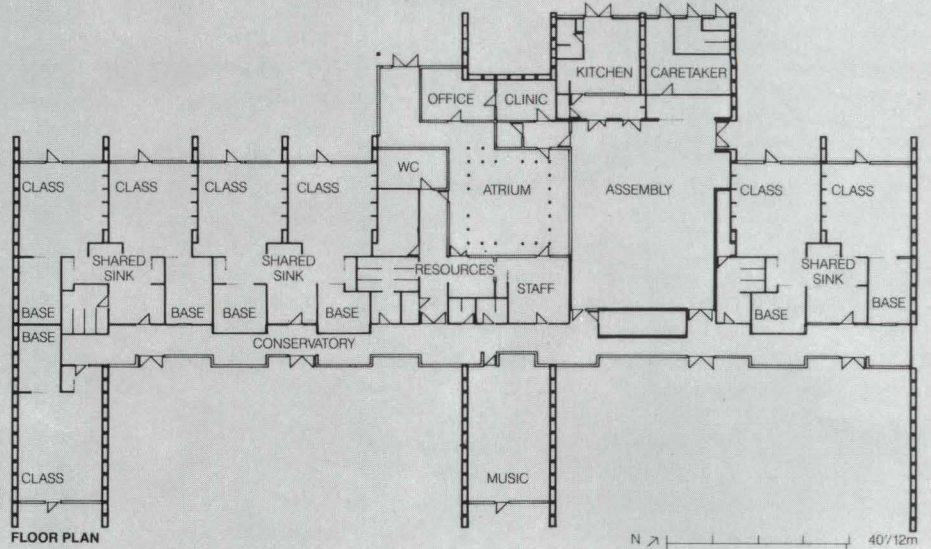 KITCHEN
CARETAKER
OFFICE
CLINIC
WC
ATRIUM
ASSEMBLY
CLASS
CLASS
CLASS
CLASS
CLASS
CLASS
SHARED
SINK
SHARED
SINK
RESOURCES
STAFF
SHARED
SINK
BASE
BASE
BASE
BASE
BASE
BASE
BASE
CONSERVATORY
CLASS
MUSIC
FLOOR PLAN
N
40'/12m